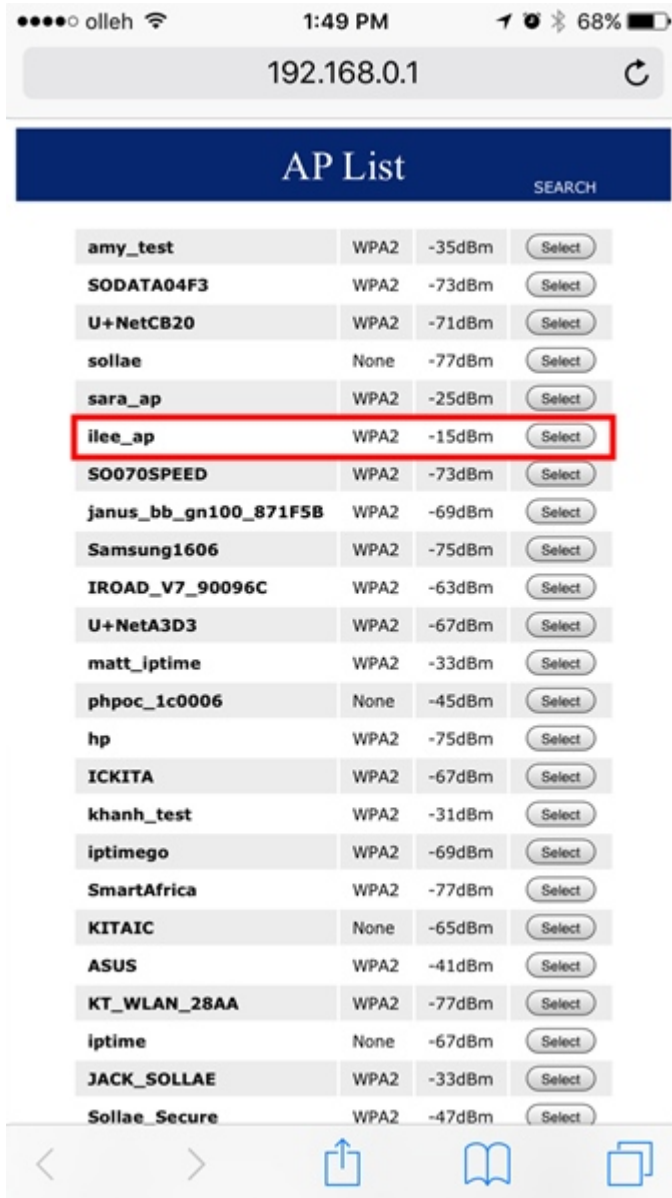 olleh 1:49 PM 68%
192.168.0.1
AP List
SEARCH
amy_test WPA2 -35dBm Select
SODATA04F3 WPA2 -73dBm Select
U+NetCB20 WPA2 -71dBm Select
sollae None -77dBm Select
sara_ap WPA2 -25dBm Select
ilee_ap WPA2 -15dBm Select
SO070SPEED WPA2 -73dBm Select
janus_bb_gn100_871F5B WPA2 -69dBm Select
Samsung1606 WPA2 -75dBm Select
IROAD_V7_90096C WPA2 -63dBm Select
U+NetA3D3 WPA2 -67dBm Select
matt_iptime WPA2 -33dBm Select
phpoc_1c0006 None -45dBm Select
hp WPA2 -75dBm Select
ICKITA WPA2 -67dBm Select
khanh_test WPA2 -31dBm Select
iptimego WPA2 -69dBm Select
SmartAfrica WPA2 -77dBm Select
KITAIC None -65dBm Select
ASUS WPA2 -41dBm Select
KT_WLAN_28AA WPA2 -77dBm Select
iptime None -67dBm Select
JACK_SOLLAE WPA2 -33dBm Select
Sollae_Secure WPA2 -47dBm Select